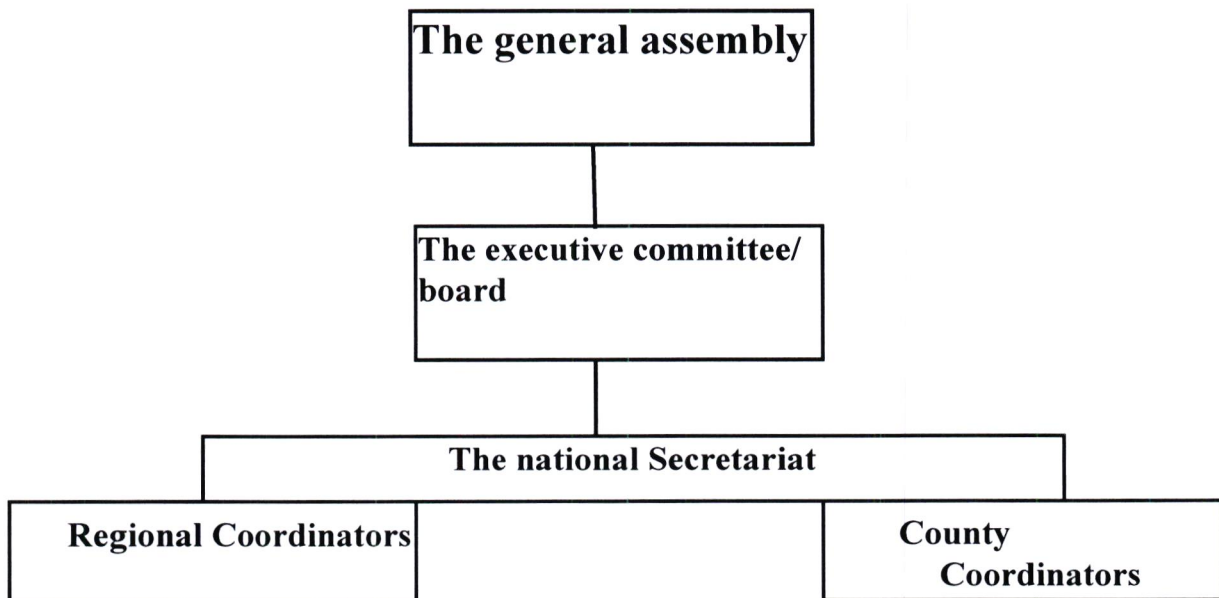 The general assembly
The executive committee/
board
The national Secretariat
Regional Coordinators
County
Coordinators